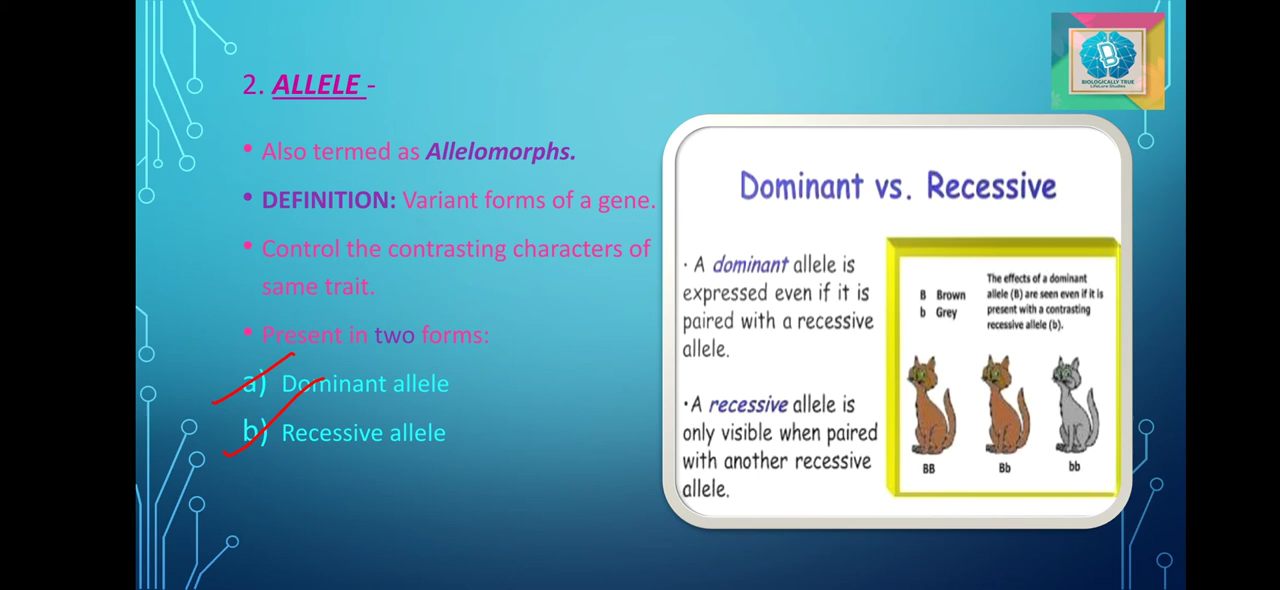 2. ALLELE -
• Also termed as Allelomorphs.
• DEFINITION: Variant forms of a gene.
• Control the contrasting characters of
same trait.
• Present in two forms:
a) Dominant allele
b) Recessive allele
BIOLOGICALLY TRUE
LifeLore Studies
Dominant vs. Recessive
· A dominant allele is
expressed even if it is
paired with a recessive
allele.
· A recessive allele is
only visible when paired
with another recessive
allele.
B Brown
b Grey
The effects of a dominant
allele (B) are seen even if it is
present with a contrasting
recessive allele (b).
BB Bb bb